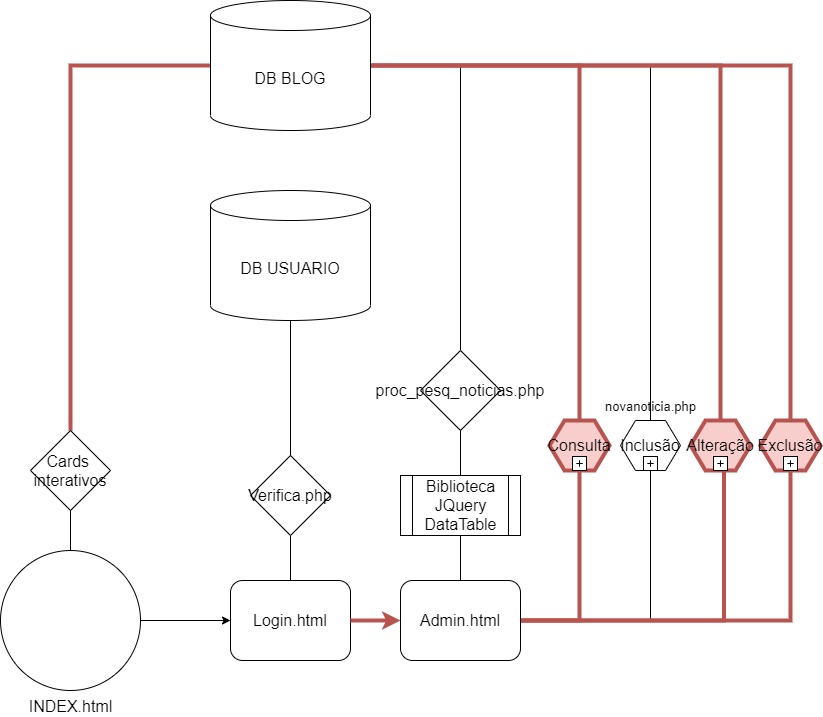 DB BLOG
DB USUARIO
proc_pesq_noticias.php
novanoticia.php
Consulta
Inclusão
Alteração
Exclusão
Cards
interativos
Verifica.php
Biblioteca
JQuery
DataTable
Login.html
Admin.html
INDEX.html